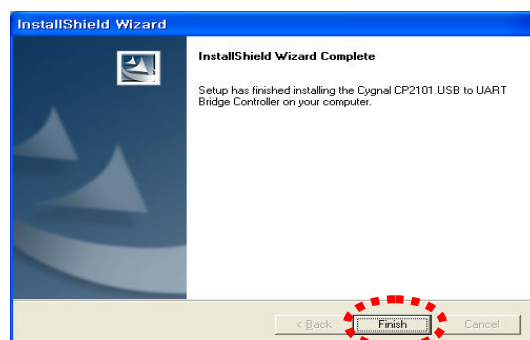 InstallShield Wizard
InstallShield Wizard Complete
Setup has finished installing the Cygnal CP2101 USB to UART
Bridge Controller on your computer.
< Back
Finish
Cancel